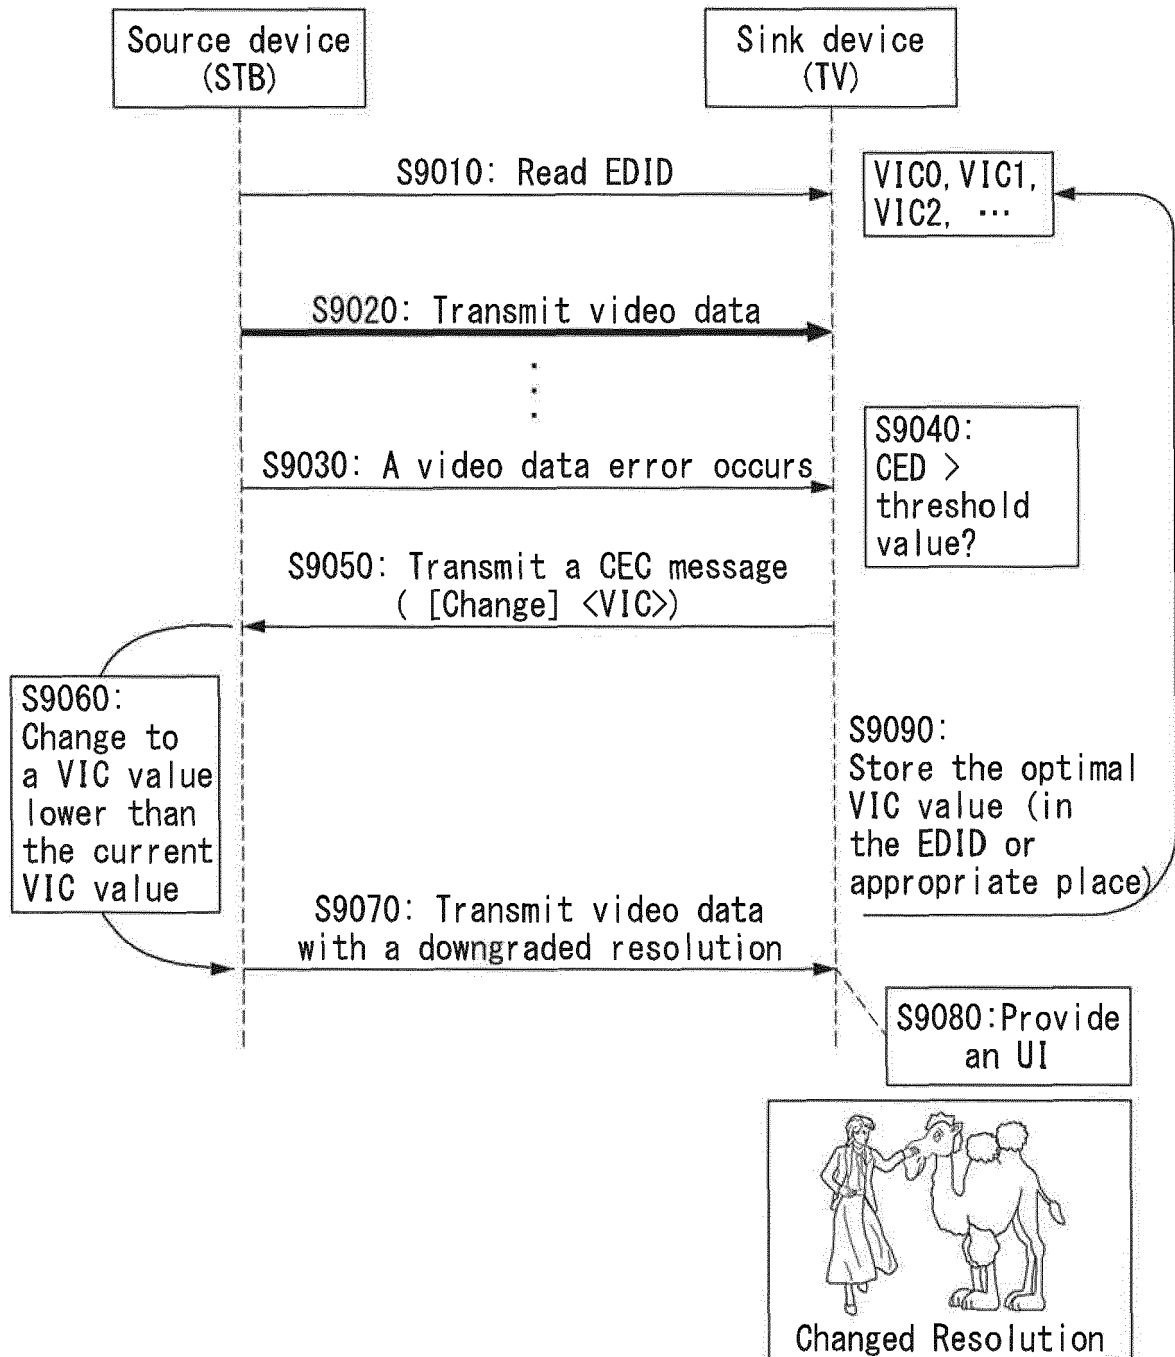 Source device
(STB)
Sink device
(TV)
S9010: Read EDID
VIC0, VIC1,
VIC2, ···
S9020: Transmit video data
S9030: A video data error occurs
S9040:
CED >
threshold
value?
S9050: Transmit a CEC message
( [Change] <VIC>)
S9060:
Change to
a VIC value
lower than
the current
VIC value
S9090:
Store the optimal
VIC value (in
the EDID or
appropriate place)
S9070: Transmit video data
with a downgraded resolution
S9080:Provide
an UI
Changed Resolution